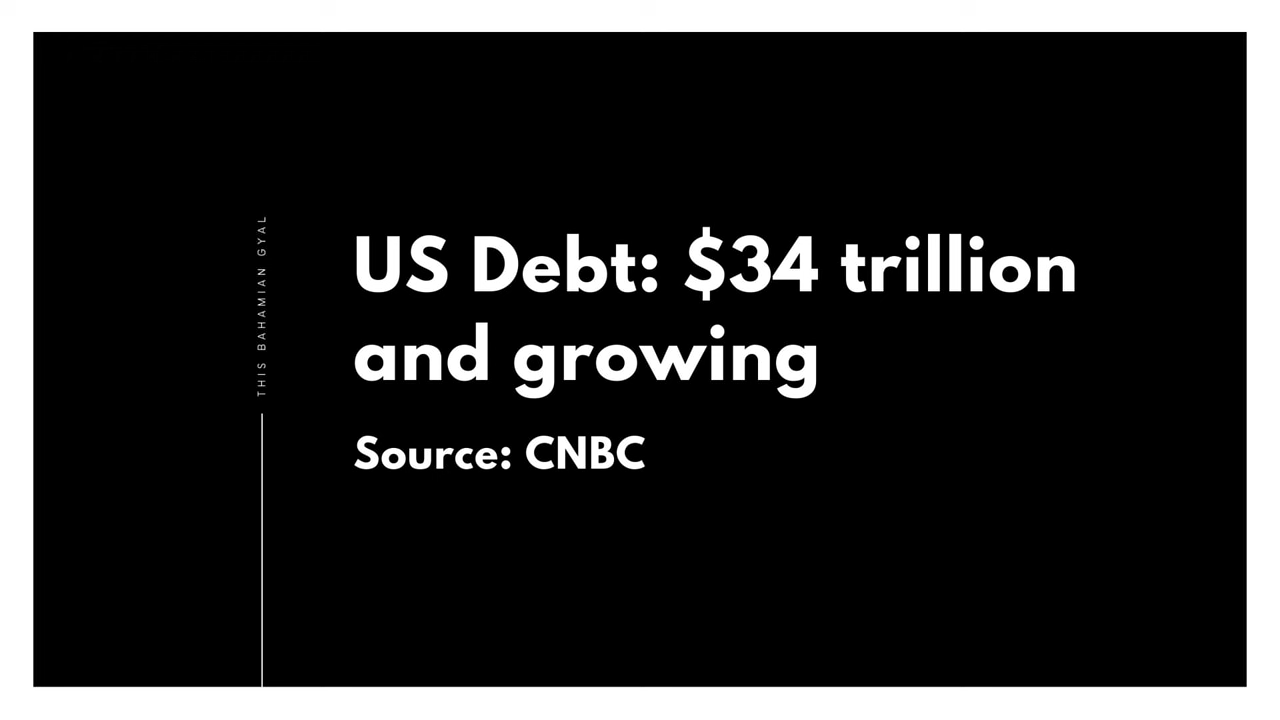 THIS BAHAMIAN GYAL
US Debt: $34 trillion
and growing
Source: CNBC